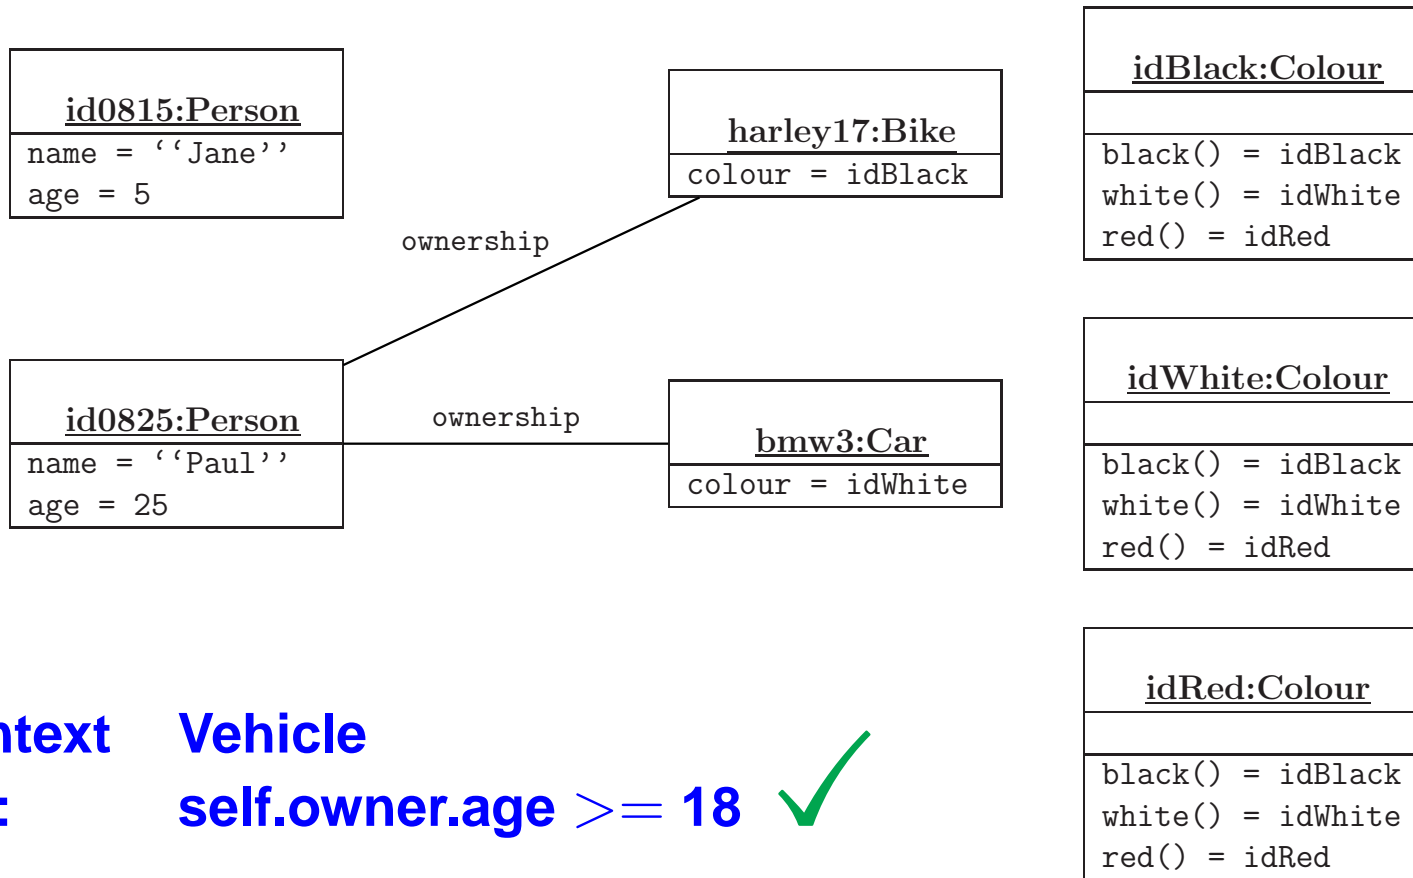 id0815:Person
name = ‘‘Jane’’
age = 5
harley17:Bike
colour = idBlack
idBlack:Colour
black() = idBlack
white() = idWhite
red() = idRed
ownership
id0825:Person
name = ‘‘Paul’’
age = 25
ownership
bmw3:Car
colour = idWhite
idWhite:Colour
black() = idBlack
white() = idWhite
red() = idRed
ntext Vehicle
: self.owner.age >= 18
idRed:Colour
black() = idBlack
white() = idWhite
red() = idRed